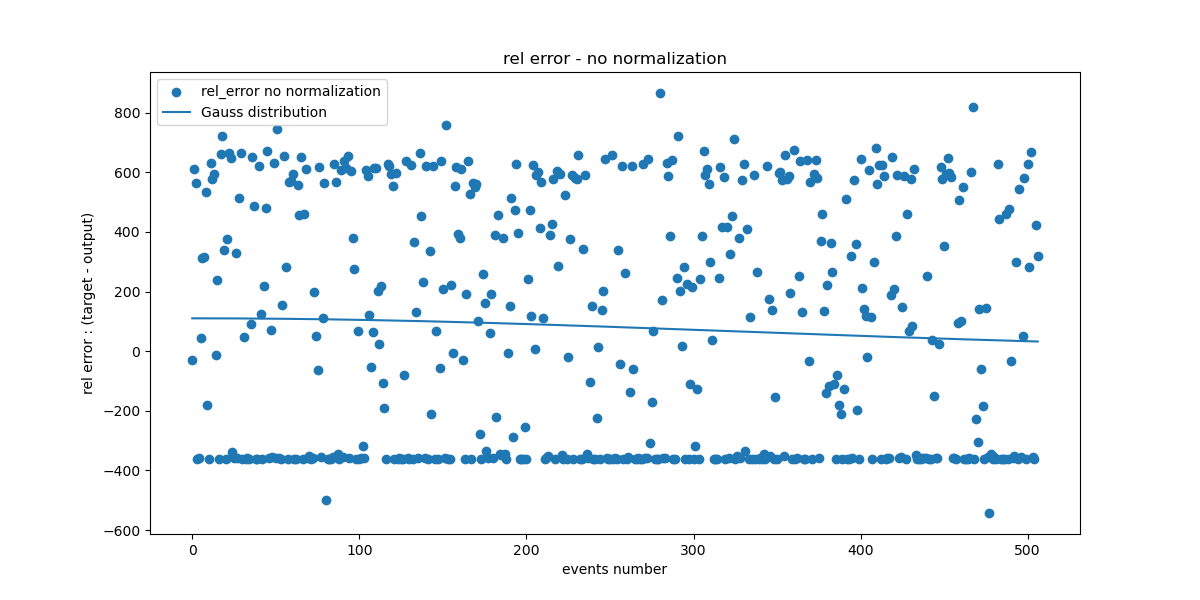 rel error - no normalization
rel_error no normalization
Gauss distribution
rel error : (target - output)
800
600
400
200
0
−200
−400
−600
0 100 200 300 400 500
events number